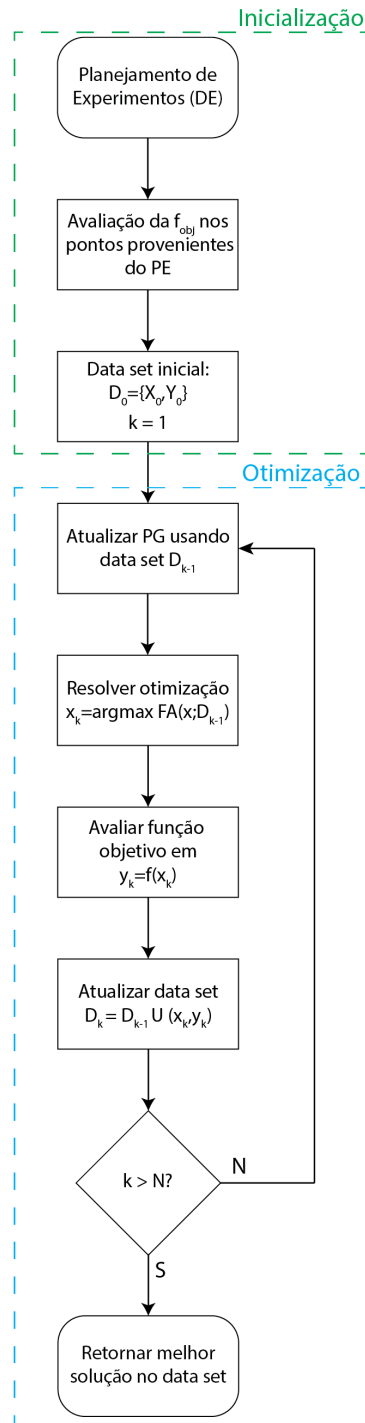 Inicialização
Planejamento de
Experimentos (DE)
Avaliação da f_obj nos
pontos provenientes
do PE
Data set inicial:
D_0={X_0,Y_0}
k = 1
Otimização
Atualizar PG usando
data set D_k-1
Resolver otimização
x_k=argmax FA(x;D_k-1)
Avaliar função
objetivo em
y_k=f(x_k)
Atualizar data set
D_k = D_k-1 U (x_k,y_k)
k > N?
N
S
Retornar melhor
solução no data set